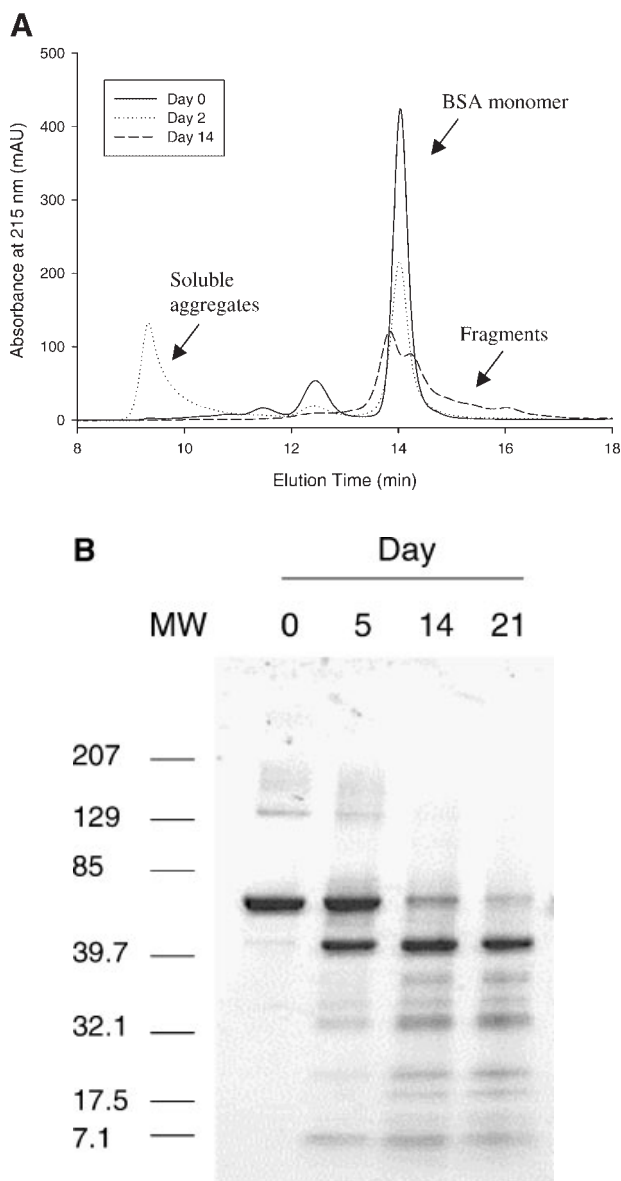 A
500
400
300
200
100
0
Absorbance at 215 nm (mAU)
Day 0
Day 2
Day 14
BSA monomer
Soluble
aggregates
Fragments
8 10 12 14 16 18
Elution Time (min)
B
Day
MW 0 5 14 21
207
129
85
39.7
32.1
17.5
7.1